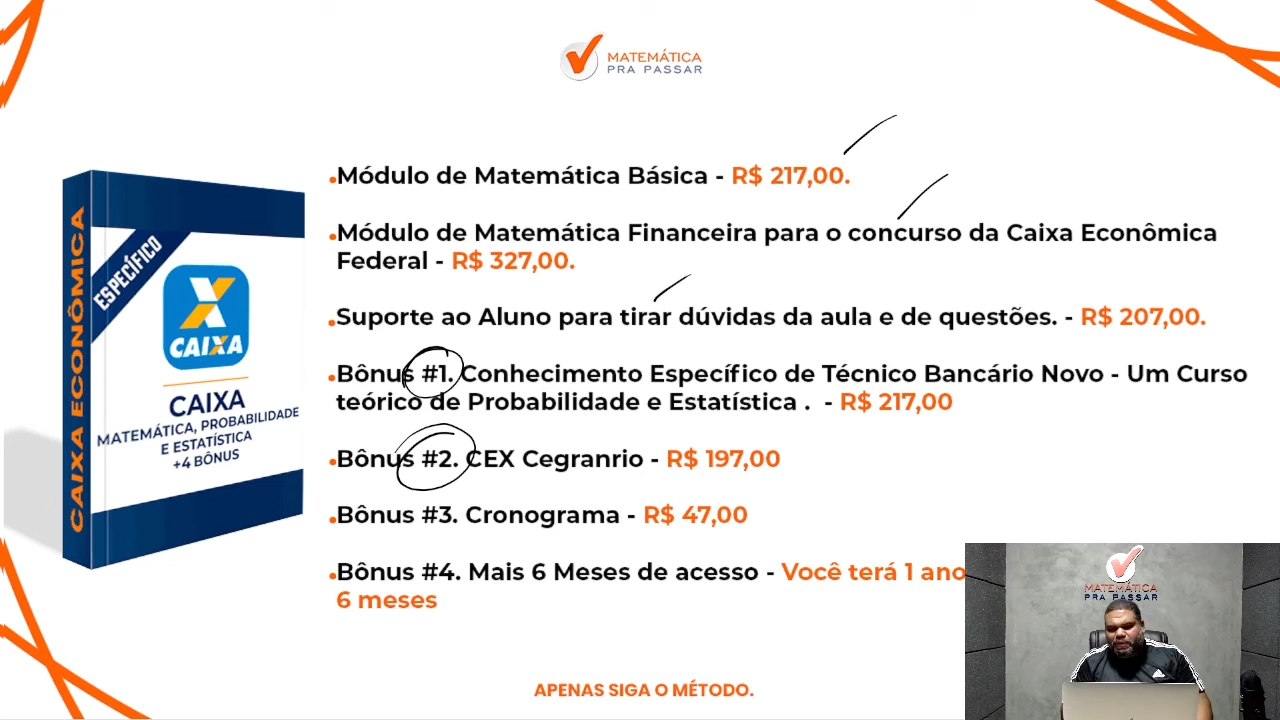 MATEMÁTICA
PRA PASSAR
•Módulo de Matemática Básica - R$ 217,00.
•Módulo de Matemática Financeira para o concurso da Caixa Econômica
Federal - R$ 327,00.
•Suporte ao Aluno para tirar dúvidas da aula e de questões. - R$ 207,00.
•Bônus #1. Conhecimento Específico de Técnico Bancário Novo - Um Curso
teórico de Probabilidade e Estatística . - R$ 217,00
•Bônus #2. CEX Cegranrio - R$ 197,00
•Bônus #3. Cronograma - R$ 47,00
•Bônus #4. Mais 6 Meses de acesso - Você terá 1 ano
6 meses
CAIXA ECONÔMICA
ESPECÍFICO
CAIXA
CAIXA
MATEMÁTICA, PROBABILIDADE
E ESTATÍSTICA
+4 BÔNUS
MATEMÁTICA
PRA PASSAR
APENAS SIGA O MÉTODO.